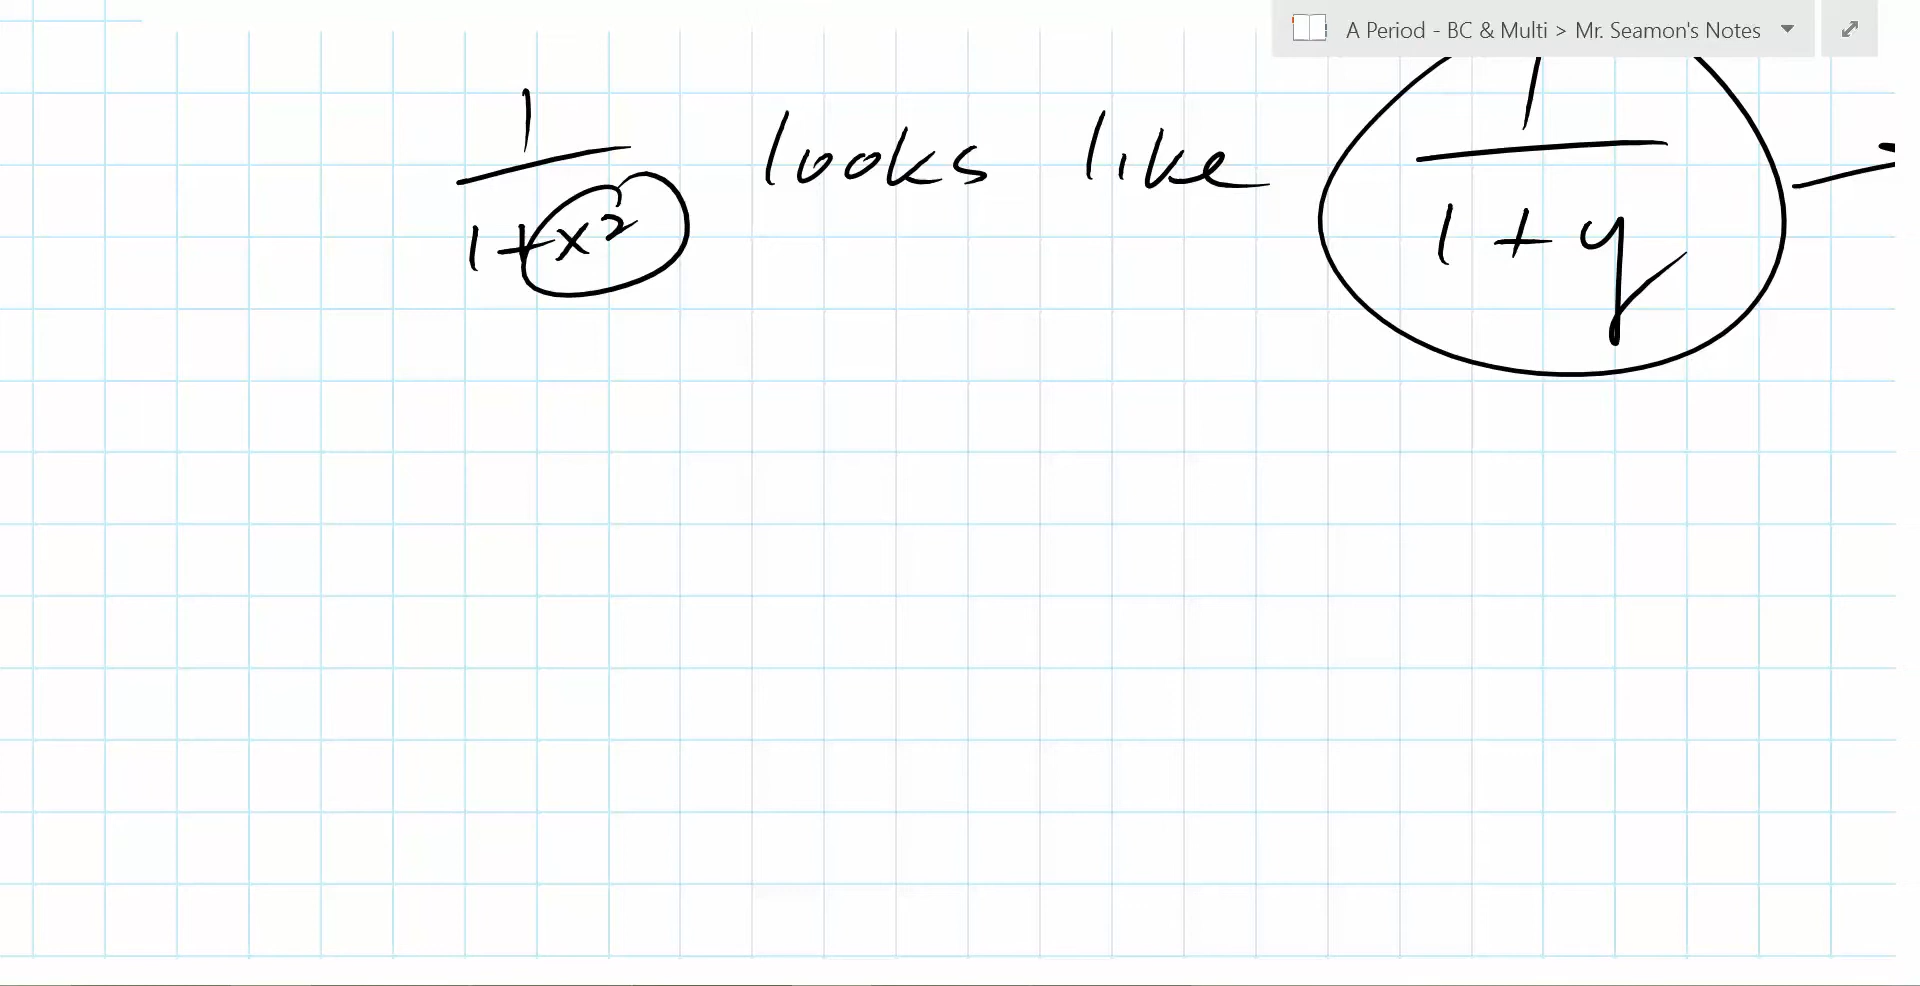 A Period - BC & Multi > Mr. Seamon's Notes
1/(1+x²) looks like 1/(1+y)